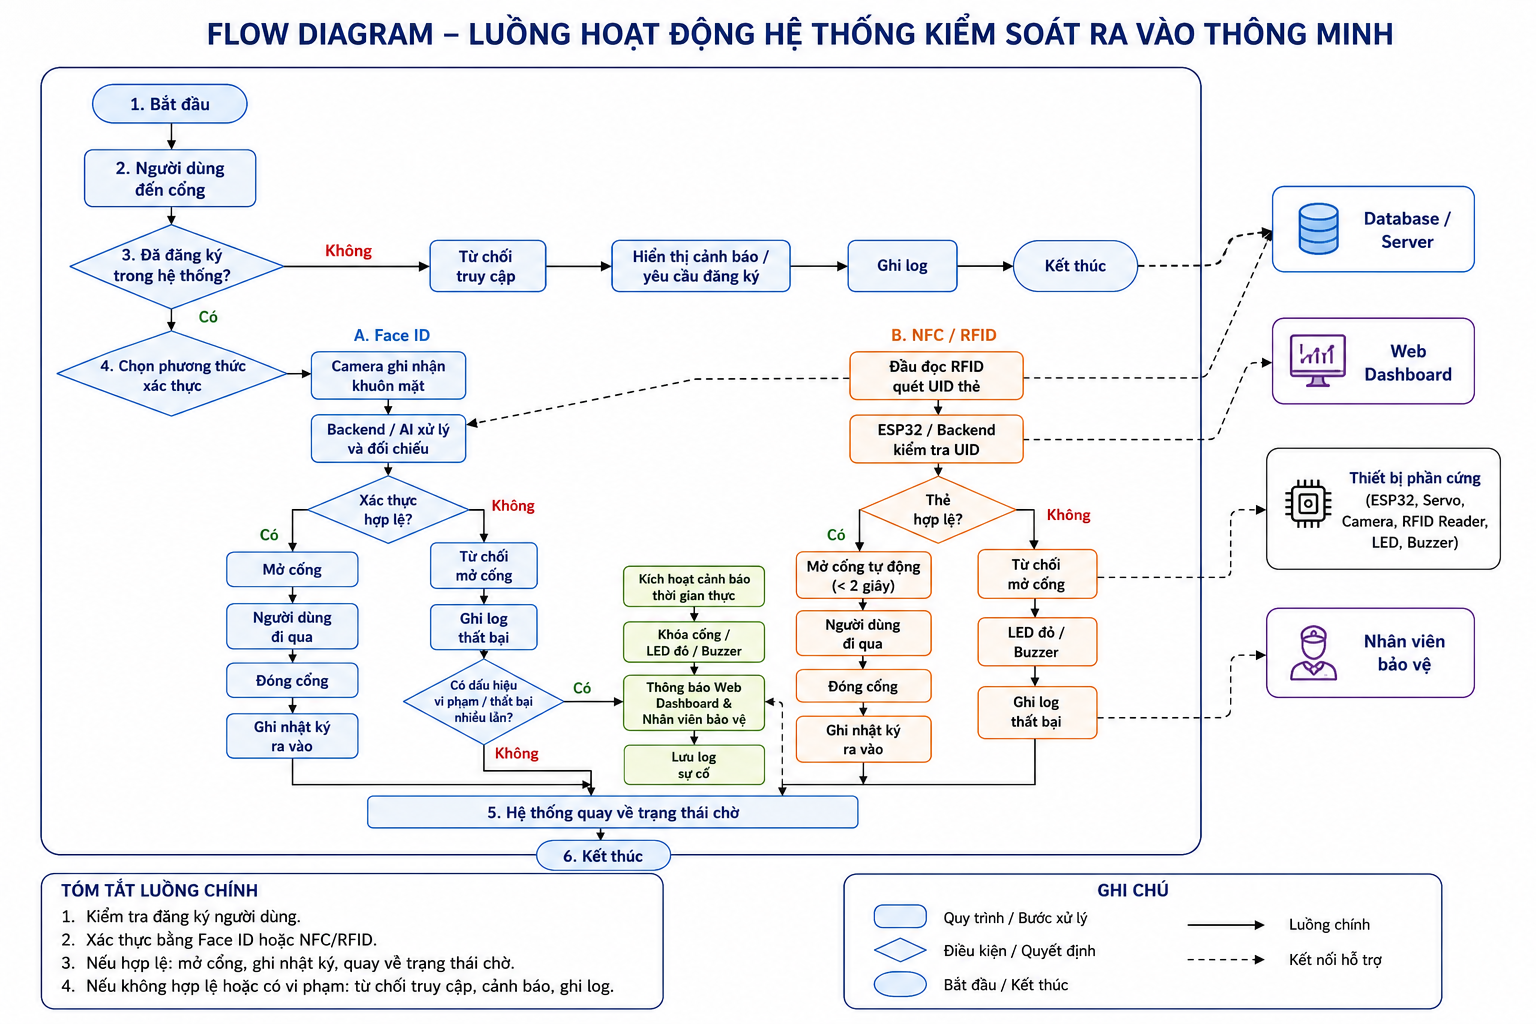 FLOW DIAGRAM – LUỒNG HOẠT ĐỘNG HỆ THỐNG KIỂM SOÁT RA VÀO THÔNG MINH
1. Bắt đầu
2. Người dùng
đến cổng
3. Đã đăng ký
trong hệ thống?
Không
Từ chối
truy cập
Hiển thị cảnh báo /
yêu cầu đăng ký
Ghi log
Kết thúc
Có
4. Chọn phương thức
xác thực
A. Face ID
Camera ghi nhận
khuôn mặt
Backend / AI xử lý
và đối chiếu
Xác thực
hợp lệ?
Có
Không
Mở cổng
Người dùng
đi qua
Đóng cổng
Ghi nhật ký
ra vào
Từ chối
mở cổng
Ghi log
thất bại
Có dấu hiệu
vi phạm / thất bại
nhiều lần?
Có
Không
Kích hoạt cảnh báo
thời gian thực
Khóa cổng /
LED đỏ / Buzzer
Thông báo Web
Dashboard &
Nhân viên bảo vệ
Lưu log
sự cố
B. NFC / RFID
Đầu đọc RFID
quét UID thẻ
ESP32 / Backend
kiểm tra UID
Thẻ
hợp lệ?
Có
Không
Mở cổng tự động
(< 2 giây)
Người dùng
đi qua
Đóng cổng
Ghi nhật ký
ra vào
Từ chối
mở cổng
LED đỏ /
Buzzer
Ghi log
thất bại
5. Hệ thống quay về trạng thái chờ
6. Kết thúc
Database /
Server
Web
Dashboard
Thiết bị phần cứng
(ESP32, Servo,
Camera, RFID Reader,
LED, Buzzer)
Nhân viên
bảo vệ
TÓM TẮT LUỒNG CHÍNH
1. Kiểm tra đăng ký người dùng.
2. Xác thực bằng Face ID hoặc NFC/RFID.
3. Nếu hợp lệ: mở cổng, ghi nhật ký, quay về trạng thái chờ.
4. Nếu không hợp lệ hoặc có vi phạm: từ chối truy cập, cảnh báo, ghi log.
GHI CHÚ
Quy trình / Bước xử lý
Điều kiện / Quyết định
Bắt đầu / Kết thúc
Luồng chính
Kết nối hỗ trợ